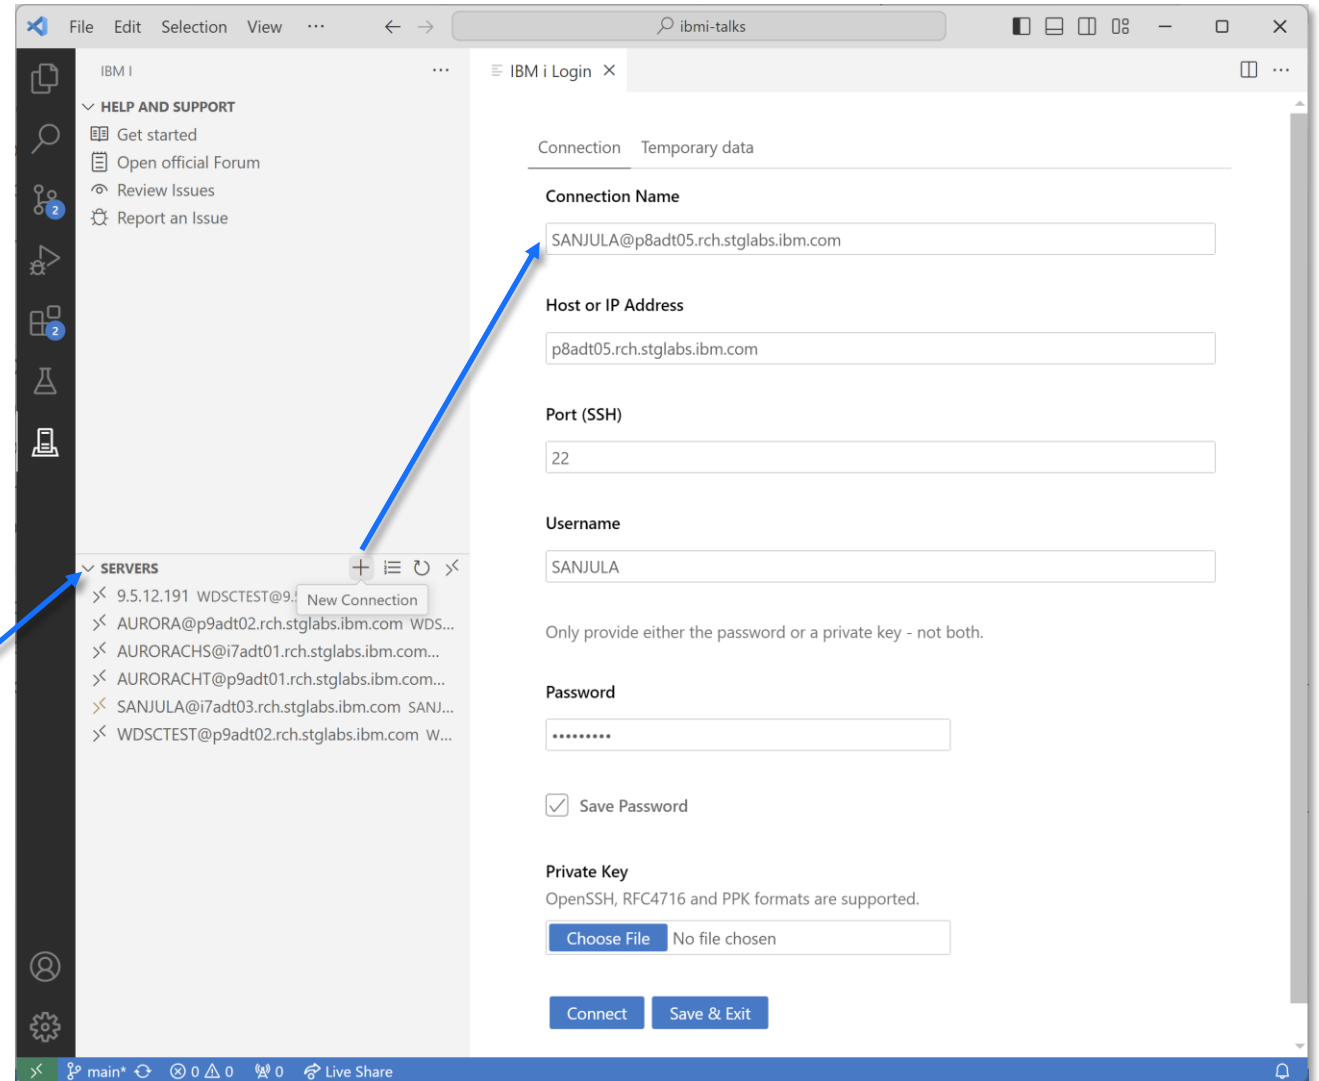 File Edit Selection View ··· ibmi-talks
IBM I ···
HELP AND SUPPORT
Get started
Open official Forum
Review Issues
Report an Issue
2
2
SERVERS
New Connection
9.5.12.191 WDSCTEST@9.
AURORA@p9adt02.rch.stglabs.ibm.com WDS...
AURORACHS@i7adt01.rch.stglabs.ibm.com...
AURORACHT@p9adt01.rch.stglabs.ibm.com...
SANJULA@i7adt03.rch.stglabs.ibm.com SANJ...
WDSCTEST@p9adt02.rch.stglabs.ibm.com W...
IBM i Login
Connection Temporary data
Connection Name
SANJULA@p8adt05.rch.stglabs.ibm.com
Host or IP Address
p8adt05.rch.stglabs.ibm.com
Port (SSH)
22
Username
SANJULA
Only provide either the password or a private key - not both.
Password
•••••••••
Save Password
Private Key
OpenSSH, RFC4716 and PPK formats are supported.
Choose File No file chosen
Connect Save & Exit
main* 0 0 0 Live Share